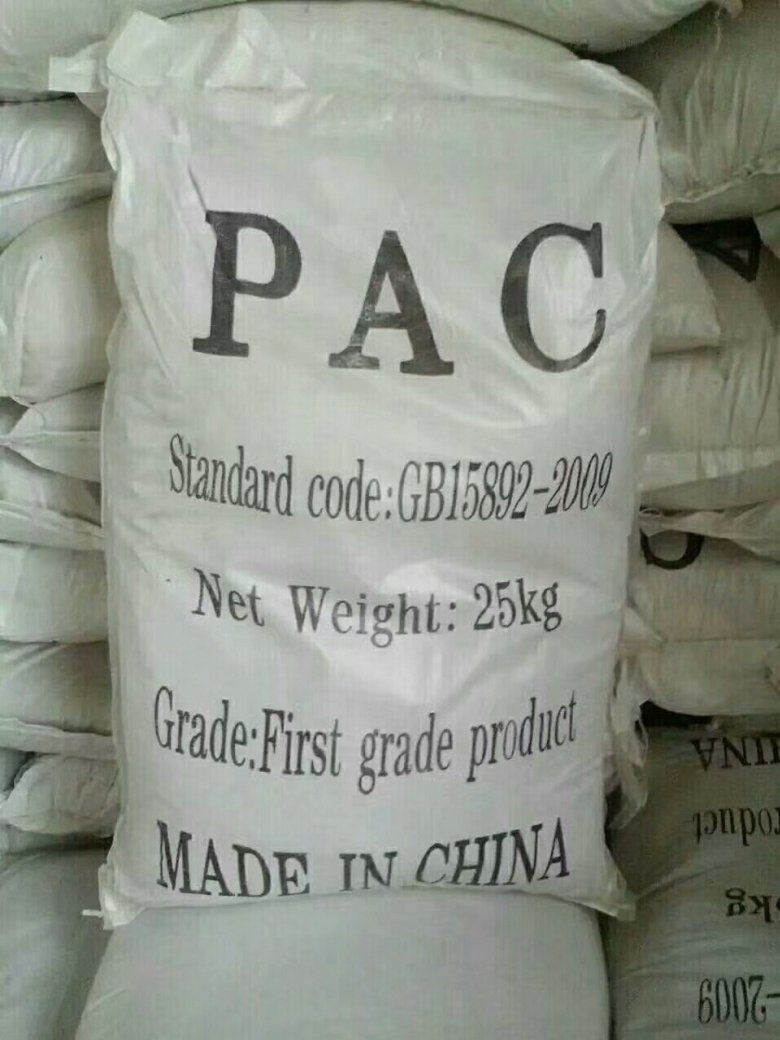 PAC
Standard code:GB15892-2009
Net Weight: 25kg
Grade:First grade product
MADE IN CHINA